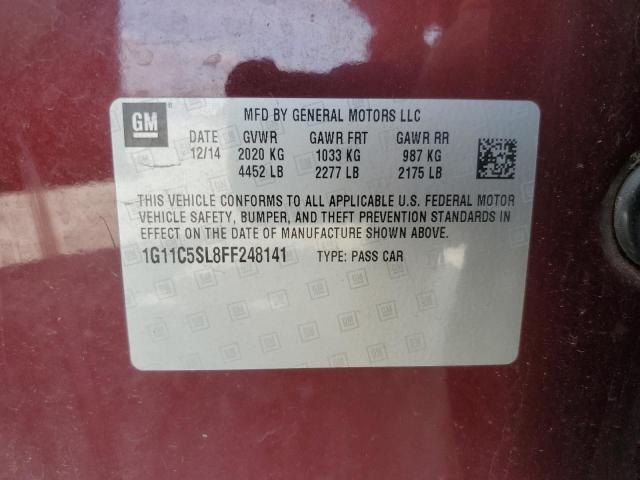 GM
MFD BY GENERAL MOTORS LLC
DATE GVWR GAWR FRT GAWR RR
12/14 2020 KG 1033 KG 987 KG
4452 LB 2277 LB 2175 LB
THIS VEHICLE CONFORMS TO ALL APPLICABLE U.S. FEDERAL MOTOR
VEHICLE SAFETY, BUMPER, AND THEFT PREVENTION STANDARDS IN
EFFECT ON THE DATE OF MANUFACTURE SHOWN ABOVE.
1G11C5SL8FF248141 TYPE: PASS CAR